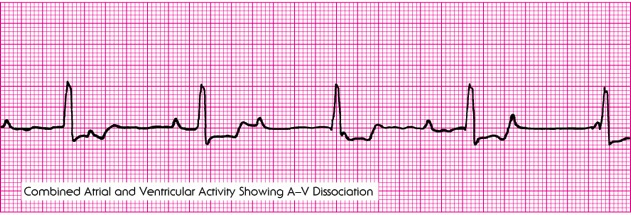 Combined Atrial and Ventricular Activity Showing A–V Dissociation